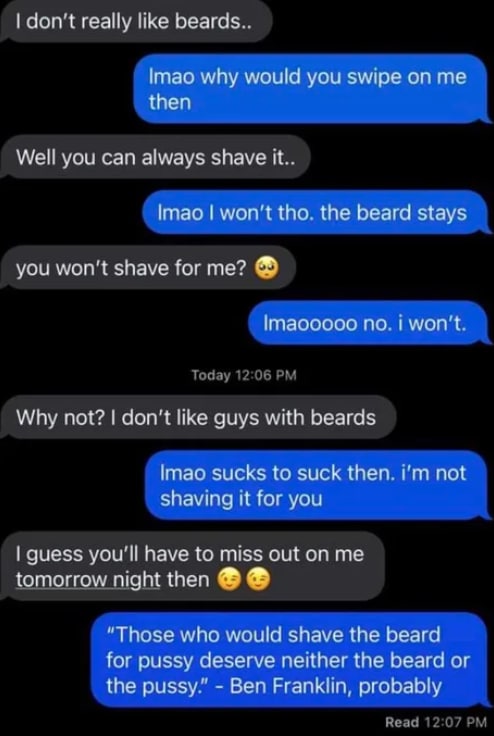 I don't really like beards..
lmao why would you swipe on me
then
Well you can always shave it..
lmao I won't tho. the beard stays
you won't shave for me? 🥺
lmaooooo no. i won't.
Today 12:06 PM
Why not? I don't like guys with beards
lmao sucks to suck then. i'm not
shaving it for you
I guess you'll have to miss out on me
tomorrow night then 😉😉
"Those who would shave the beard
for pussy deserve neither the beard or
the pussy." - Ben Franklin, probably
Read 12:07 PM